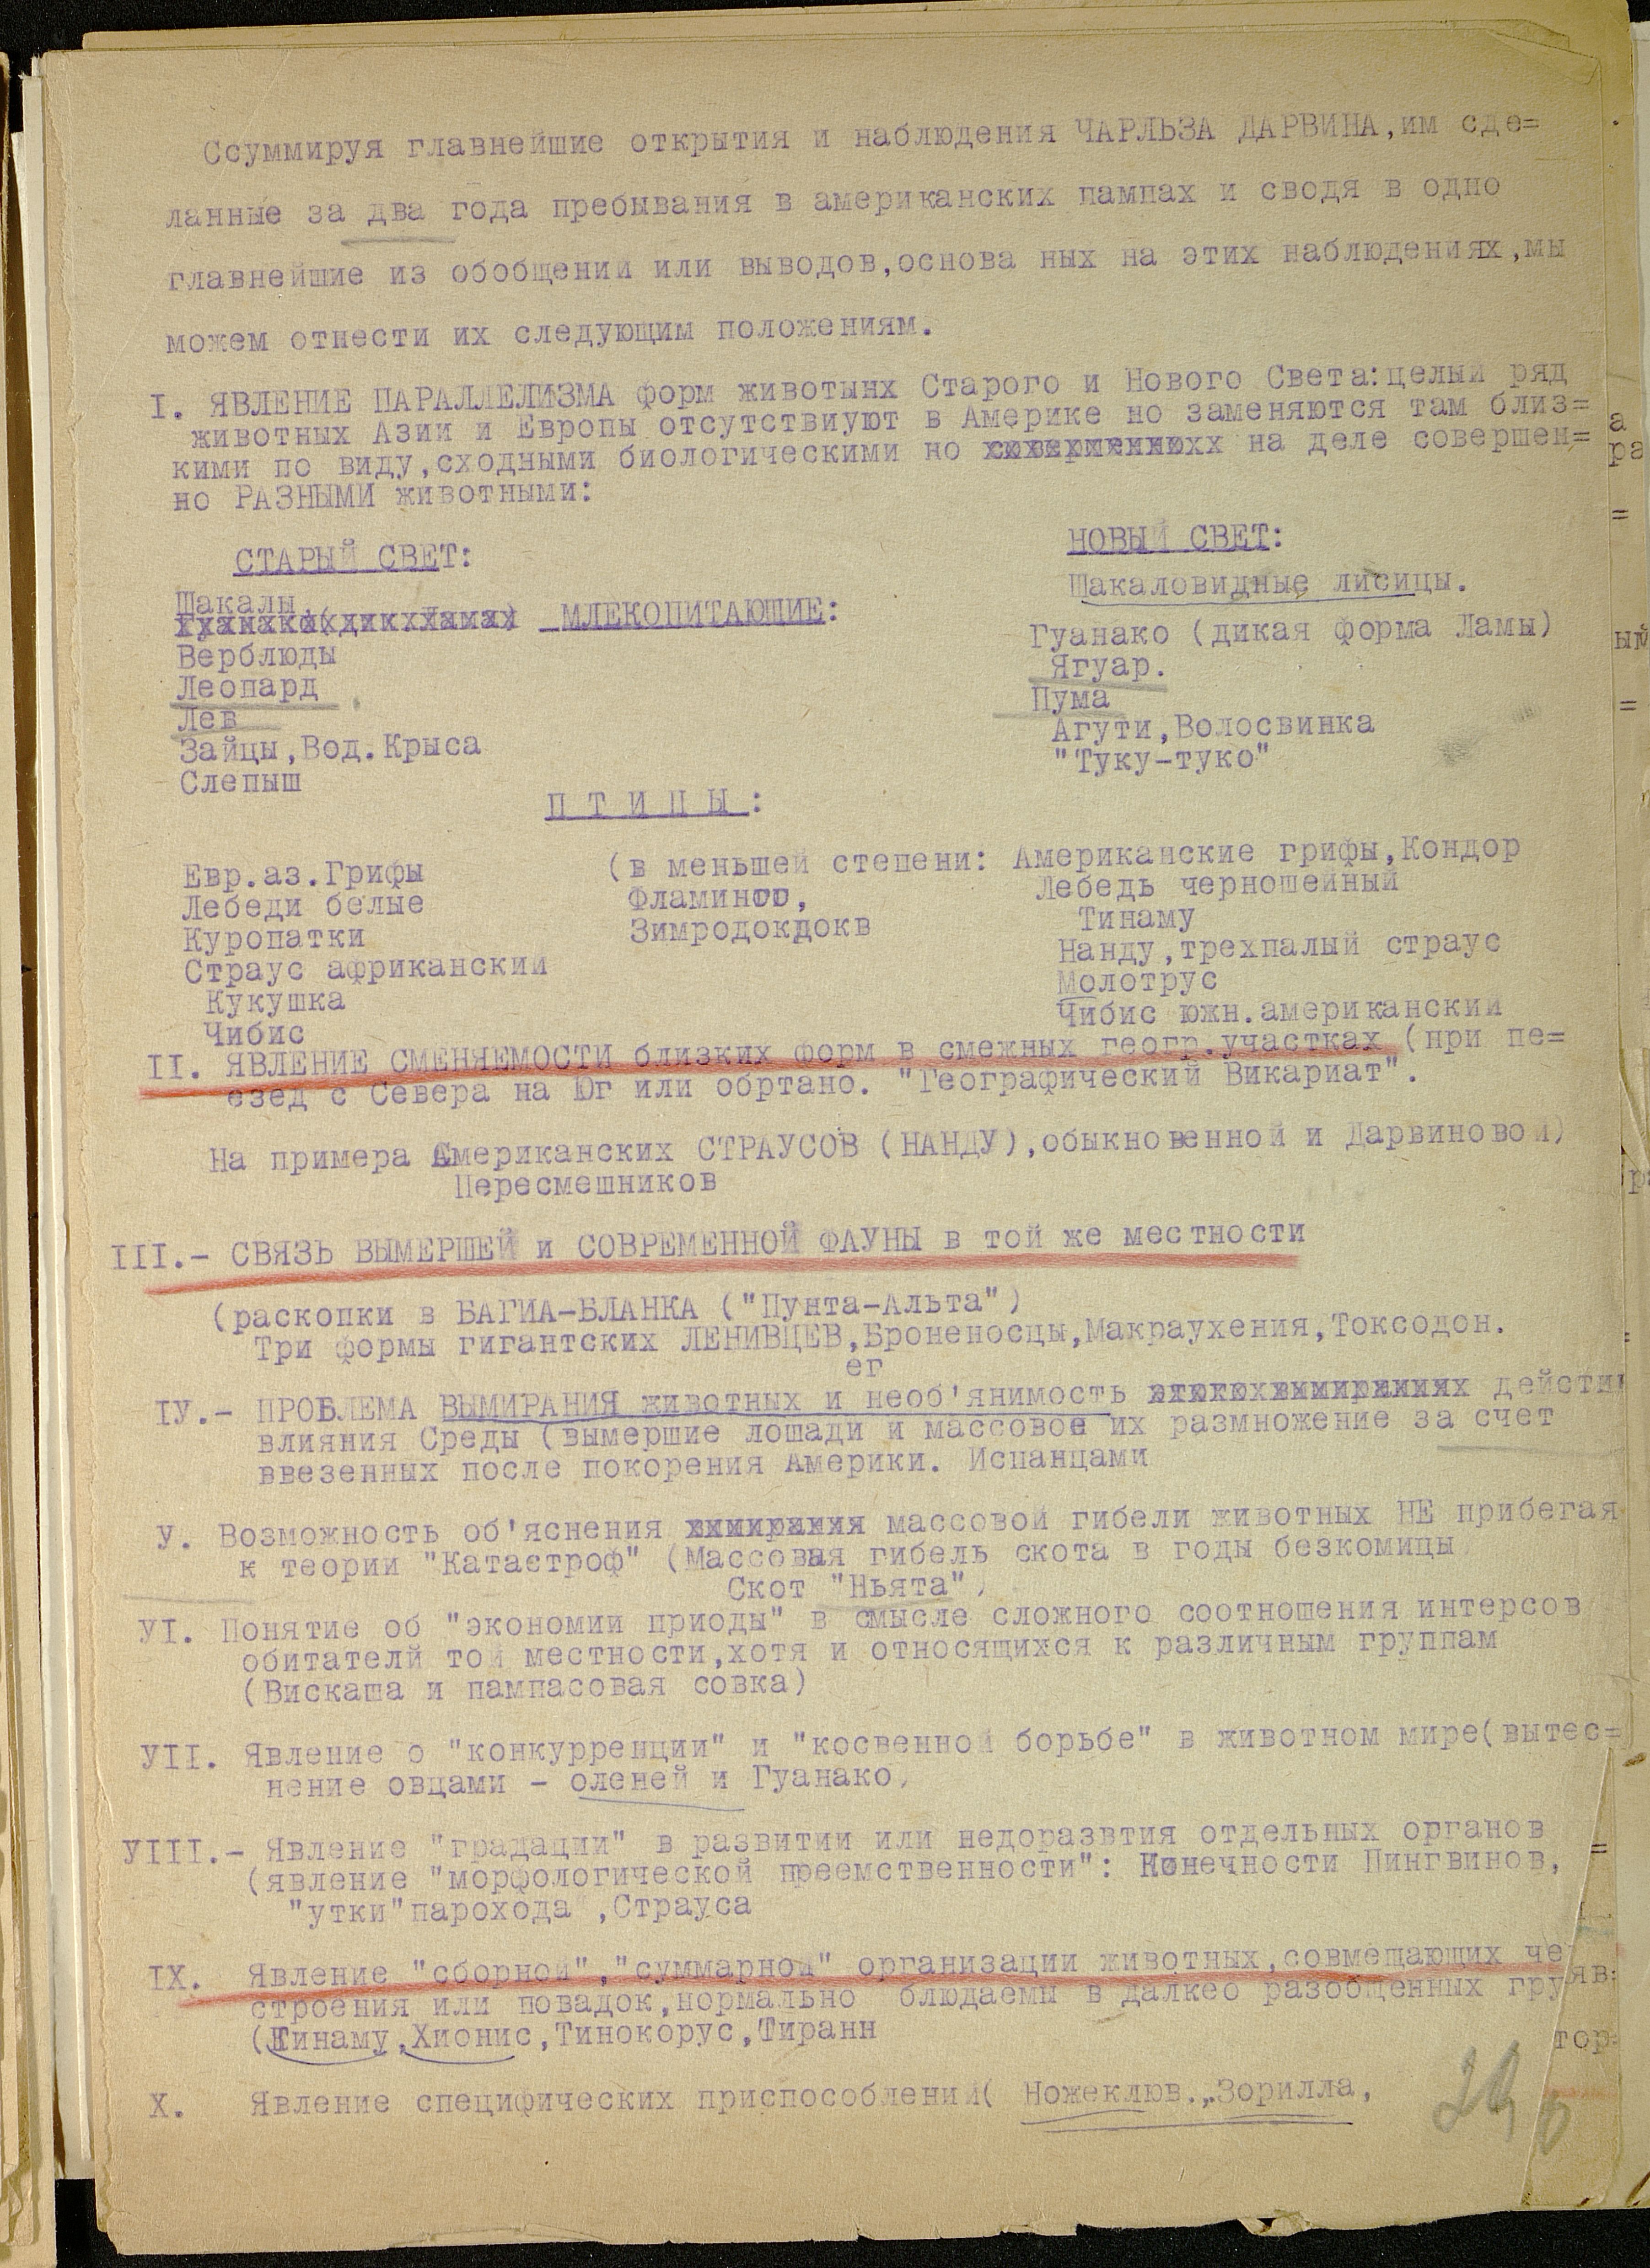 Ссуммируя главнейшие открытия и наблюдения ЧАРЛЬЗА ДАРВИНА,им сде=
ланные за два года пребывания в американских пампах и сводя в одно
главнейшие из обобщений или выводов,основа ных на этих наблюдениях,мы
можем отнести их следующим положениям.
I. ЯВЛЕНИЕ ПАРАЛЛЕЛИЗМА форм животынх Старого и Нового Света:целый ряд
животных Азии и Европы отсутствиуют в Америке но заменяются там близ=
кими по виду,сходными биологическими но на деле совершен=
но РАЗНЫМИ животными:
СТАРЫЙ СВЕТ: НОВЫЙ СВЕТ:
Шакалы Шакаловидные лисицы.
МЛЕКОПИТАЮЩИЕ:
Верблюды Гуанако (дикая форма Ламы)
Леопард Ягуар.
Лев Пума
Зайцы,Вод.Крыса Агути,Волосвинка
Слепыш "Туку-туко"
П Т И Ц Ы :
Евр.аз.Грифы (в меньшей степени: Американские грифы,Кондор
Лебеди белые Фламинго, Лебедь черношейный
Куропатки Зимродокдокв Тинаму
Страус африканский Нанду,трехпалый страус
Кукушка Молотрус
Чибис Чибис южн.американский
II. ЯВЛЕНИЕ СМЕНЯЕМОСТИ близких форм в смежных геогр.участках (при пе=
езед с Севера на Юг или обртано. "Географический Викариат".
На примера Американских СТРАУСОВ (НАНДУ),обыкновенной и Дарвиновой)
Пересмешников
III.- СВЯЗЬ ВЫМЕРШЕЙ и СОВРЕМЕННОЙ ФАУНЫ в той же местности
(раскопки в БАГИА-БЛАНКА ("Пунта-Альта")
Три формы гигантских ЛЕНИВЦЕВ,Броненосцы,Макраухения,Токсодон.
ег
IУ.- ПРОБЛЕМА ВЫМИРАНИЯ животных и необ'янимость действи
влияния Среды (вымершие лошади и массовое их размножение за счет
ввезенных после покорения Америки. Испанцами
У. Возможность об'яснения массовой гибели животных НЕ прибегая
к теории "Катастроф" (Массовая гибель скота в годы безкомицы
Скот "Ньята")
УI. Понятие об "экономии приоды" в смысле сложного соотношения интерсов
обитателй той местности,хотя и относящихся к различным группам
(Вискаша и пампасовая совка)
УII. Явление о "конкурренции" и "косвенной борьбе" в животном мире(вытес=
нение овцами - оленей и Гуанако,
УIII.- Явление "градации" в развитии или недоразвтия отдельных органов
(явление "морфологической преемственности": Конечности Пингвинов,
"утки"парохода ,Страуса
IX. Явление "сборной","суммарной" организации животных,совмещающих че
строения или повадок,нормально блюдаемы в далкео разобщенных гру
(Тинаму,Хионис,Тинокорус,Тиранн
X. Явление специфических приспособлений( Ножеклюв.,Зорилла,